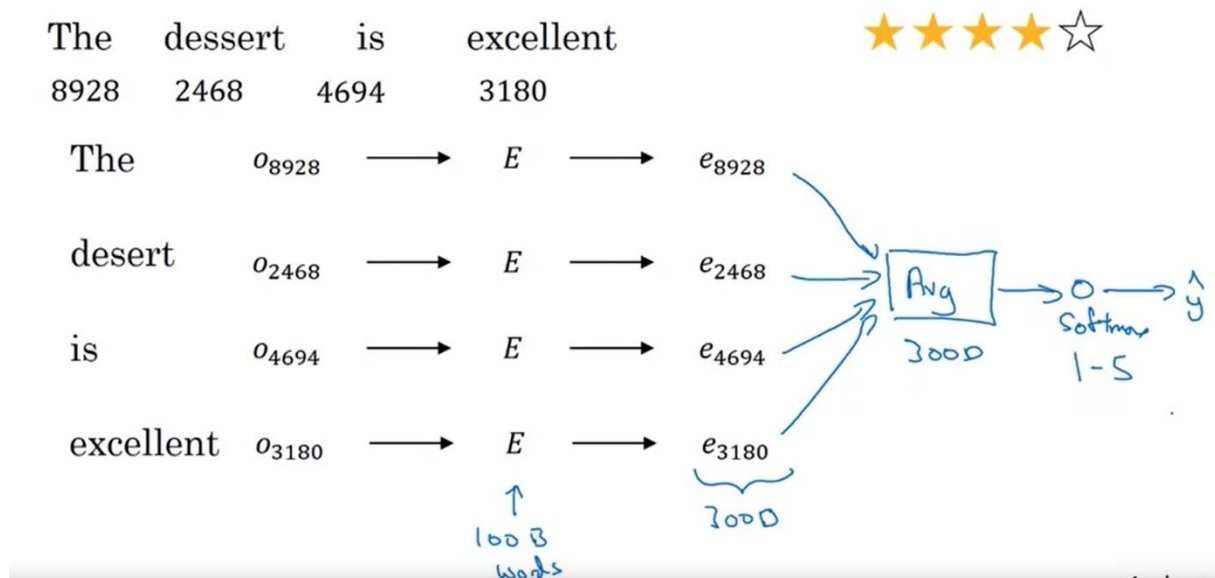 The dessert is excellent
8928 2468 4694 3180
The o8928 E e8928
desert o2468 E e2468
Avg
ŷ
Softmax
is o4694 E e4694
300D
1-5
excellent o3180 E e3180
300D
100B
words